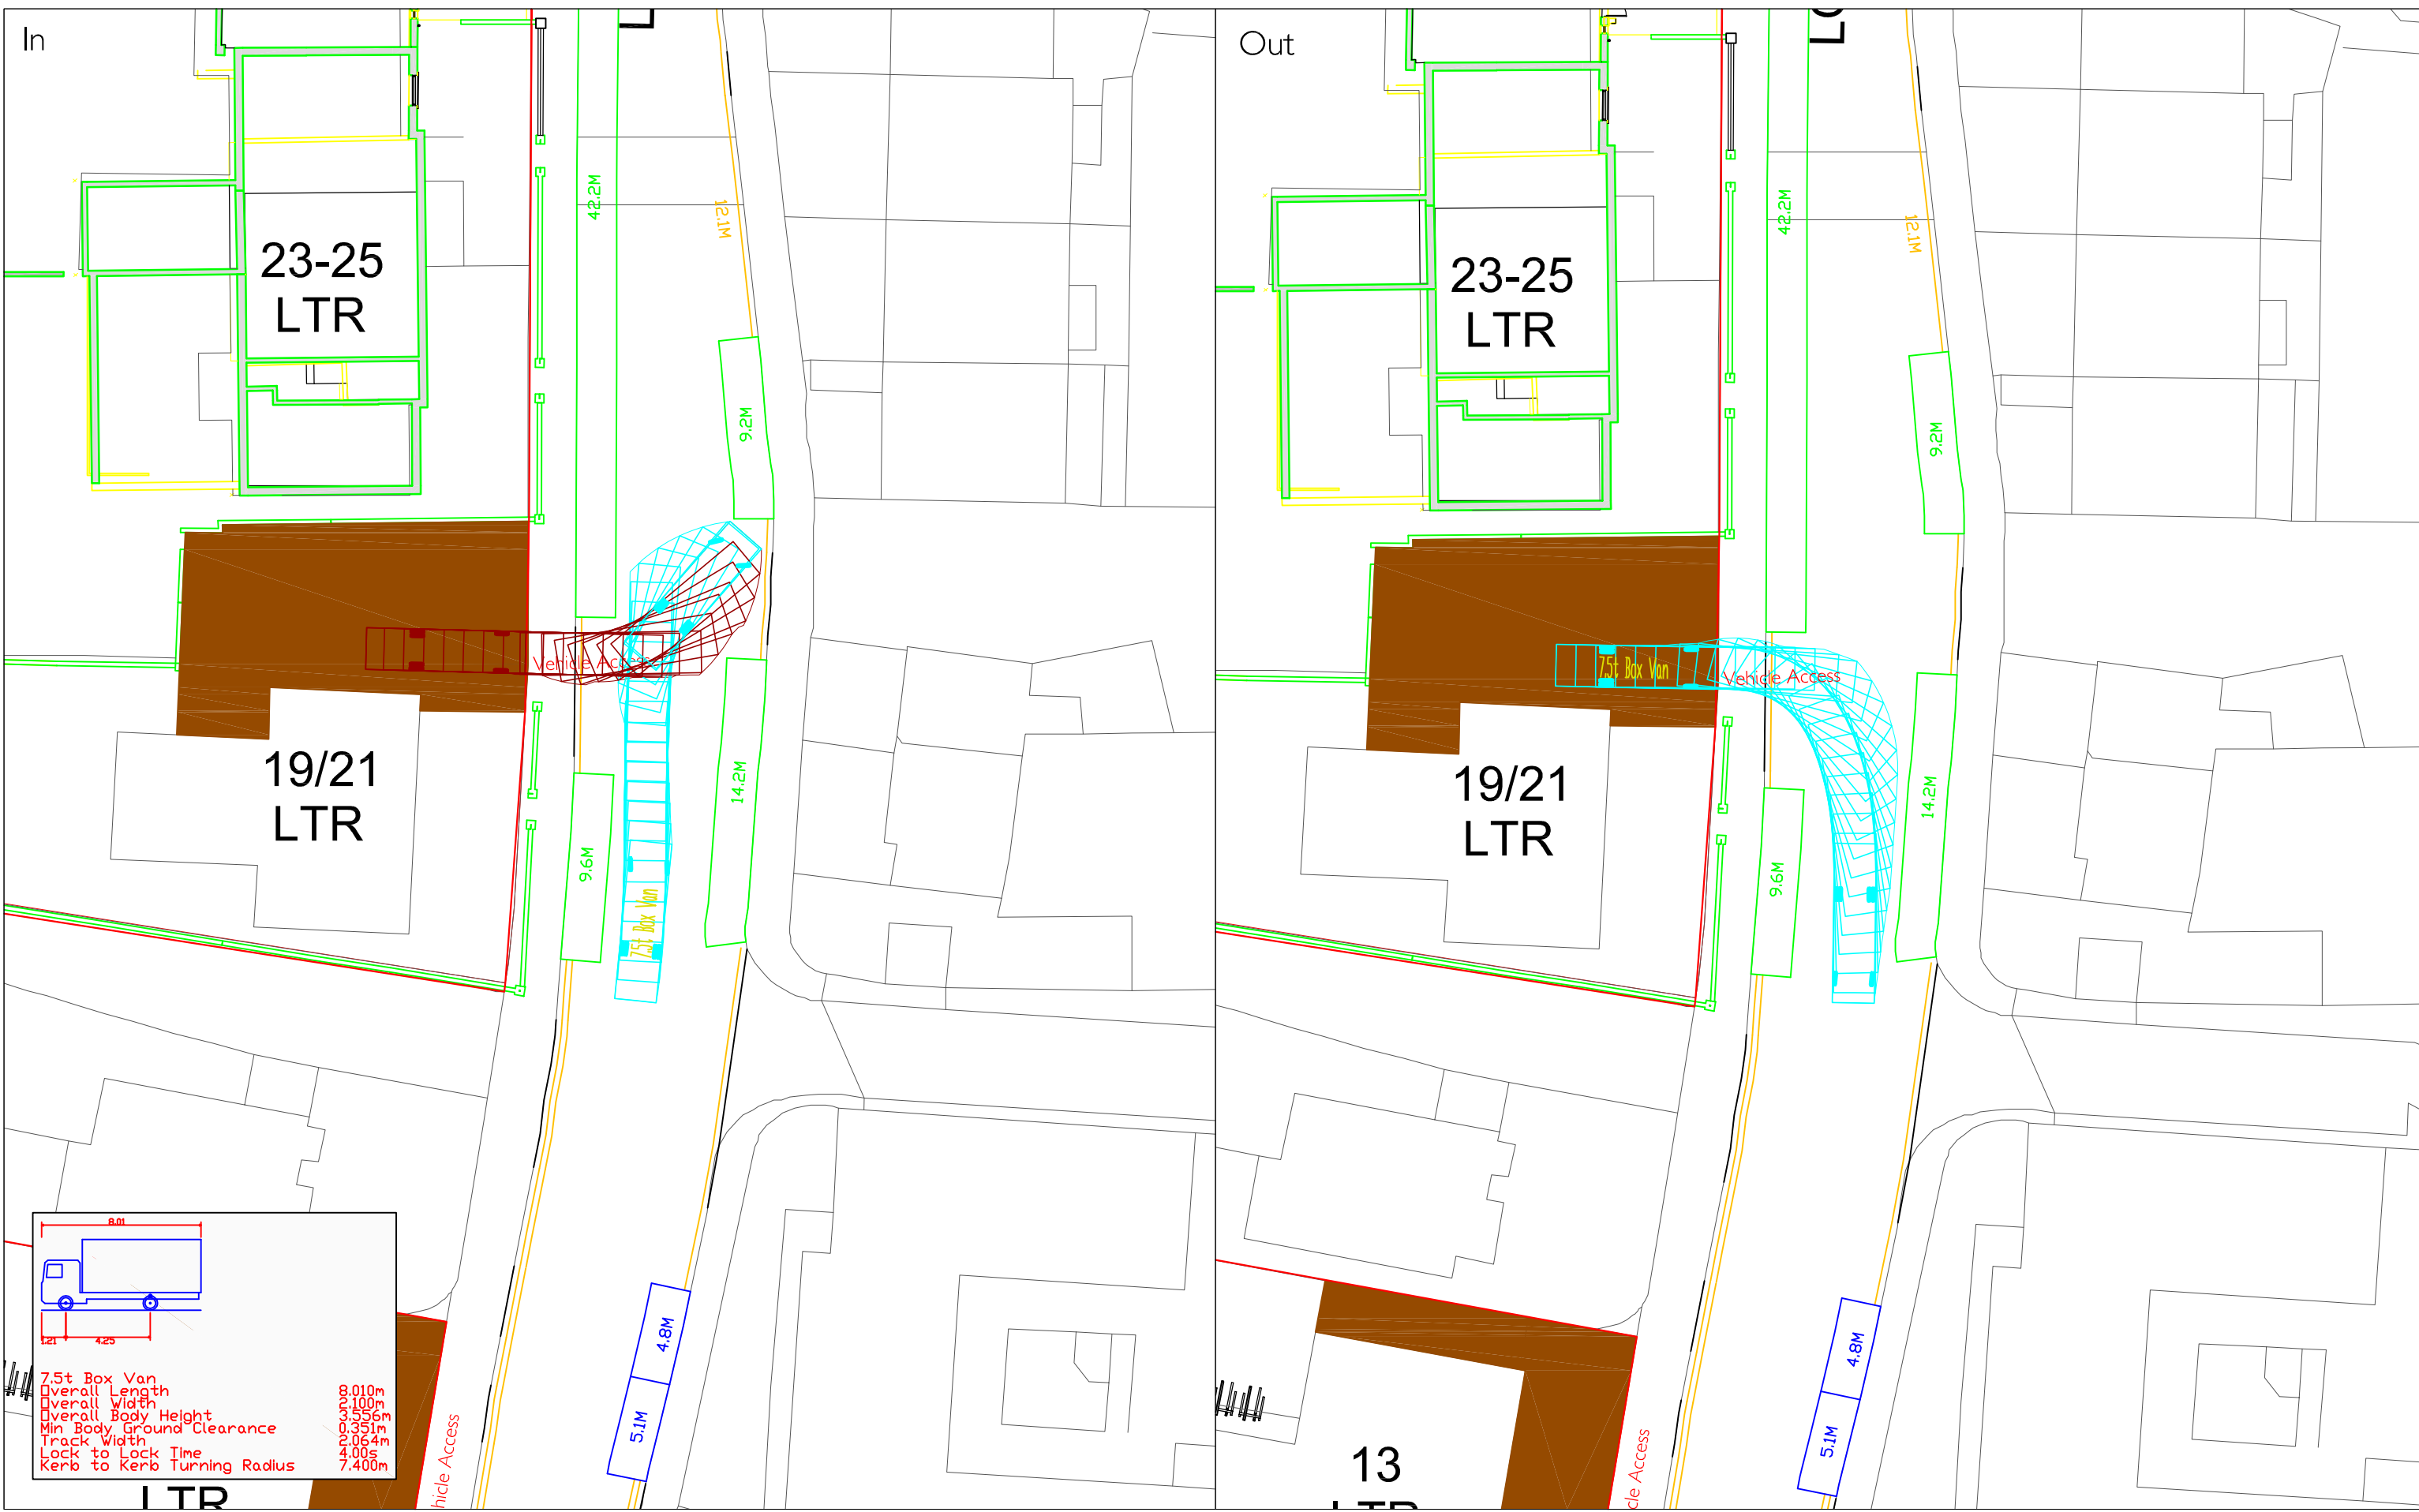 In
42.2M
12.1M
23-25
LTR
9.2M
Vehicle Access
14.2M
19/21
LTR
9.6M
7.5t Box Van
8.01
1.21
4.25
7.5t Box Van
Overall Length 8.010m
Overall Width 2.100m
Overall Body Height 3.556m
Min Body Ground Clearance 0.351m
Track Width 2.064m
Lock to Lock Time 4.00s
Kerb to Kerb Turning Radius 7.400m
4.8M
5.1M
hicle Access
LTR
Out
42.2M
12.1M
23-25
LTR
9.2M
7.5t Box Van
Vehicle Access
14.2M
19/21
LTR
9.6M
4.8M
5.1M
13
LTR
cle Access